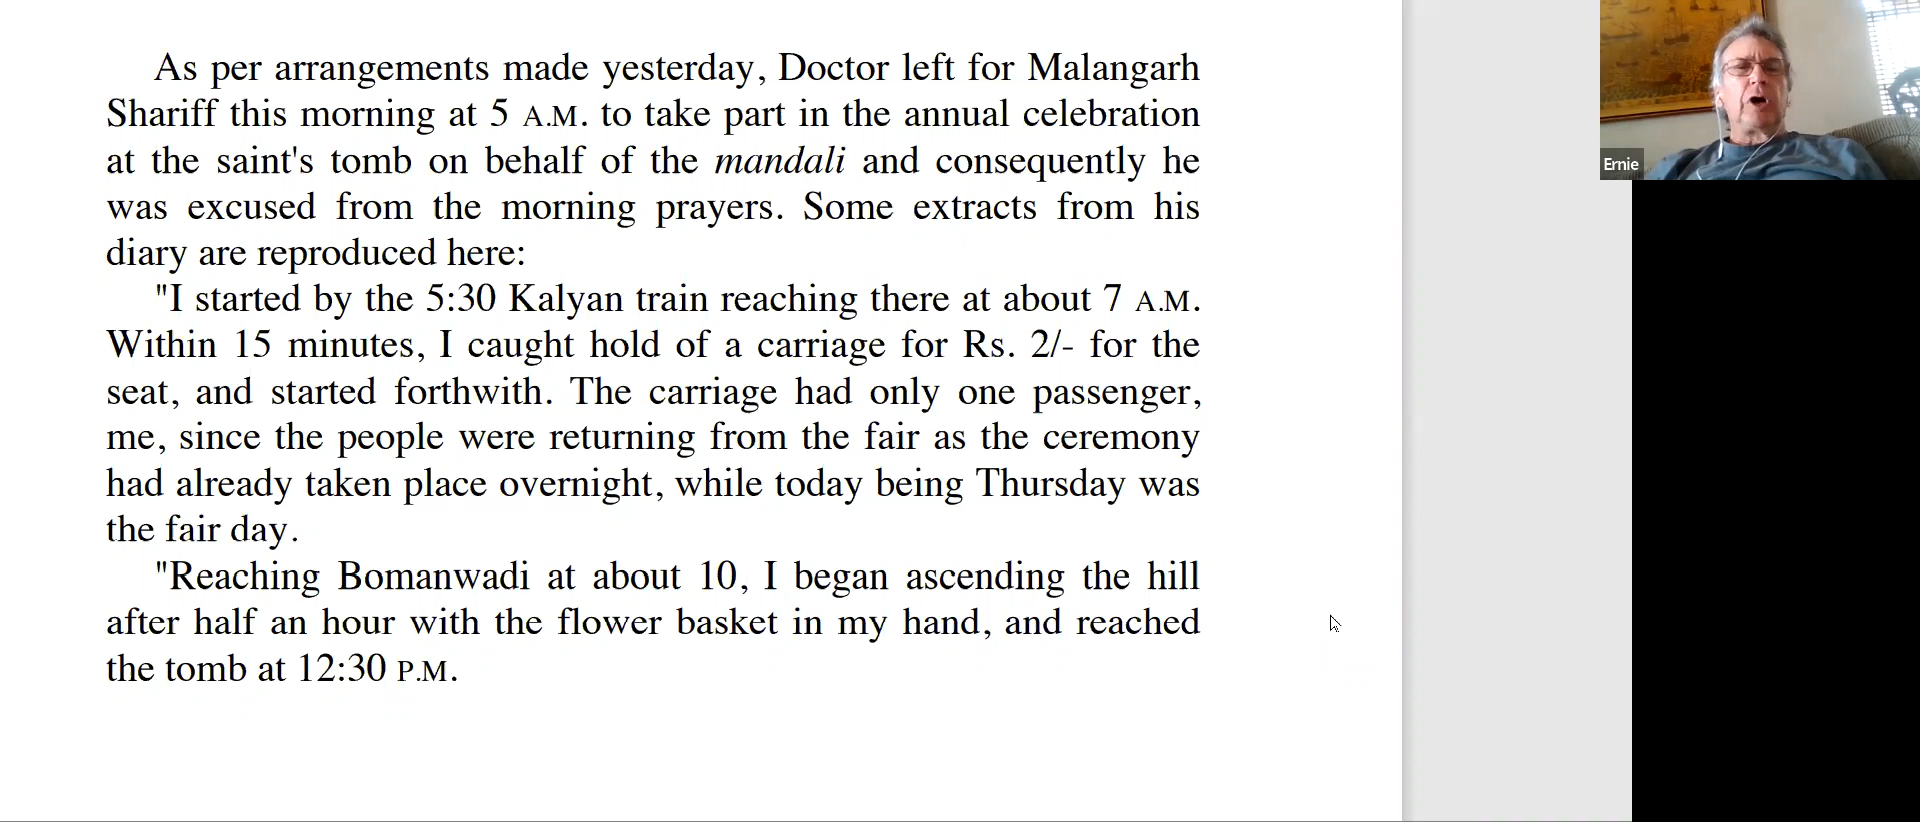 As per arrangements made yesterday, Doctor left for Malangarh
Shariff this morning at 5 A.M. to take part in the annual celebration
at the saint's tomb on behalf of the mandali and consequently he
was excused from the morning prayers. Some extracts from his
diary are reproduced here:
"I started by the 5:30 Kalyan train reaching there at about 7 A.M.
Within 15 minutes, I caught hold of a carriage for Rs. 2/- for the
seat, and started forthwith. The carriage had only one passenger,
me, since the people were returning from the fair as the ceremony
had already taken place overnight, while today being Thursday was
the fair day.
"Reaching Bomanwadi at about 10, I began ascending the hill
after half an hour with the flower basket in my hand, and reached
the tomb at 12:30 P.M.
Ernie